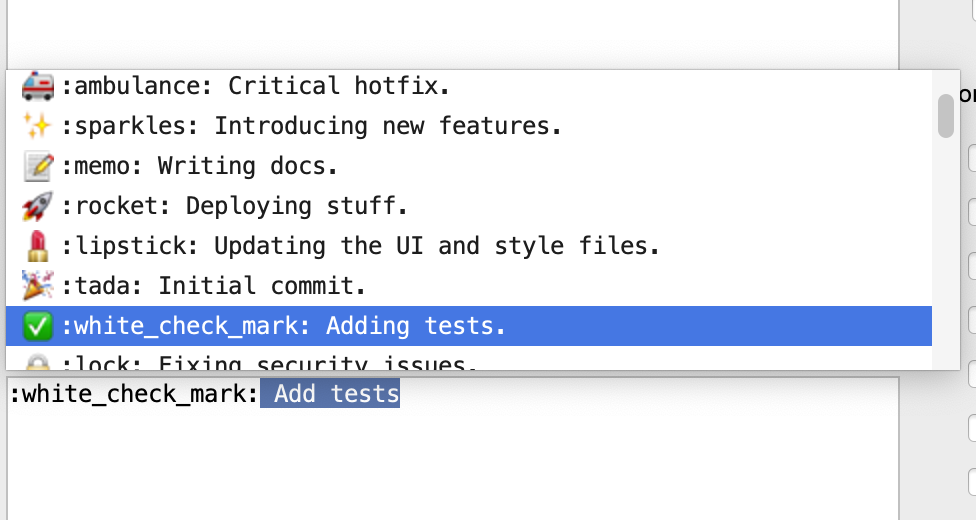 :ambulance: Critical hotfix.
:sparkles: Introducing new features.
:memo: Writing docs.
:rocket: Deploying stuff.
:lipstick: Updating the UI and style files.
:tada: Initial commit.
:white_check_mark: Adding tests.
:lock: Fixing security issues.
:white_check_mark: Add tests